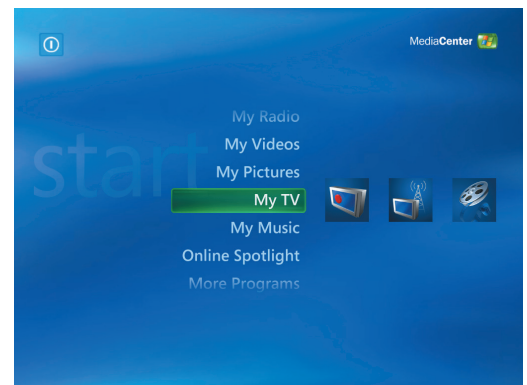 MediaCenter
start
My Radio
My Videos
My Pictures
My TV
My Music
Online Spotlight
More Programs